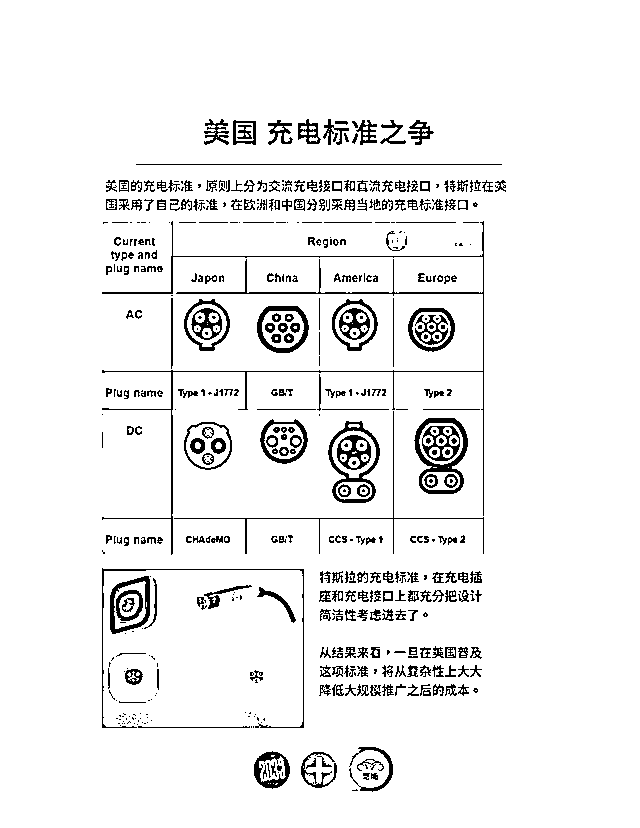 美国 充电标准之争
美国的充电标准，原则上分为交流充电接口和直流充电接口，特斯拉在美
国采用了自己的标准，在欧洲和中国分别采用当地的充电标准接口。
Current type and plug name
Region
Japon China America Europe
AC
Plug name Type 1 - J1772 GB/T Type 1 - J1772 Type 2
DC
Plug name CHAdeMO GB/T CCS - Type 1 CCS - Type 2
特斯拉的充电标准，在充电插
座和充电接口上都充分把设计
简洁性考虑进去了。
从结果来看，一旦在美国普及
这项标准，将从复杂性上大大
降低大规模推广之后的成本。